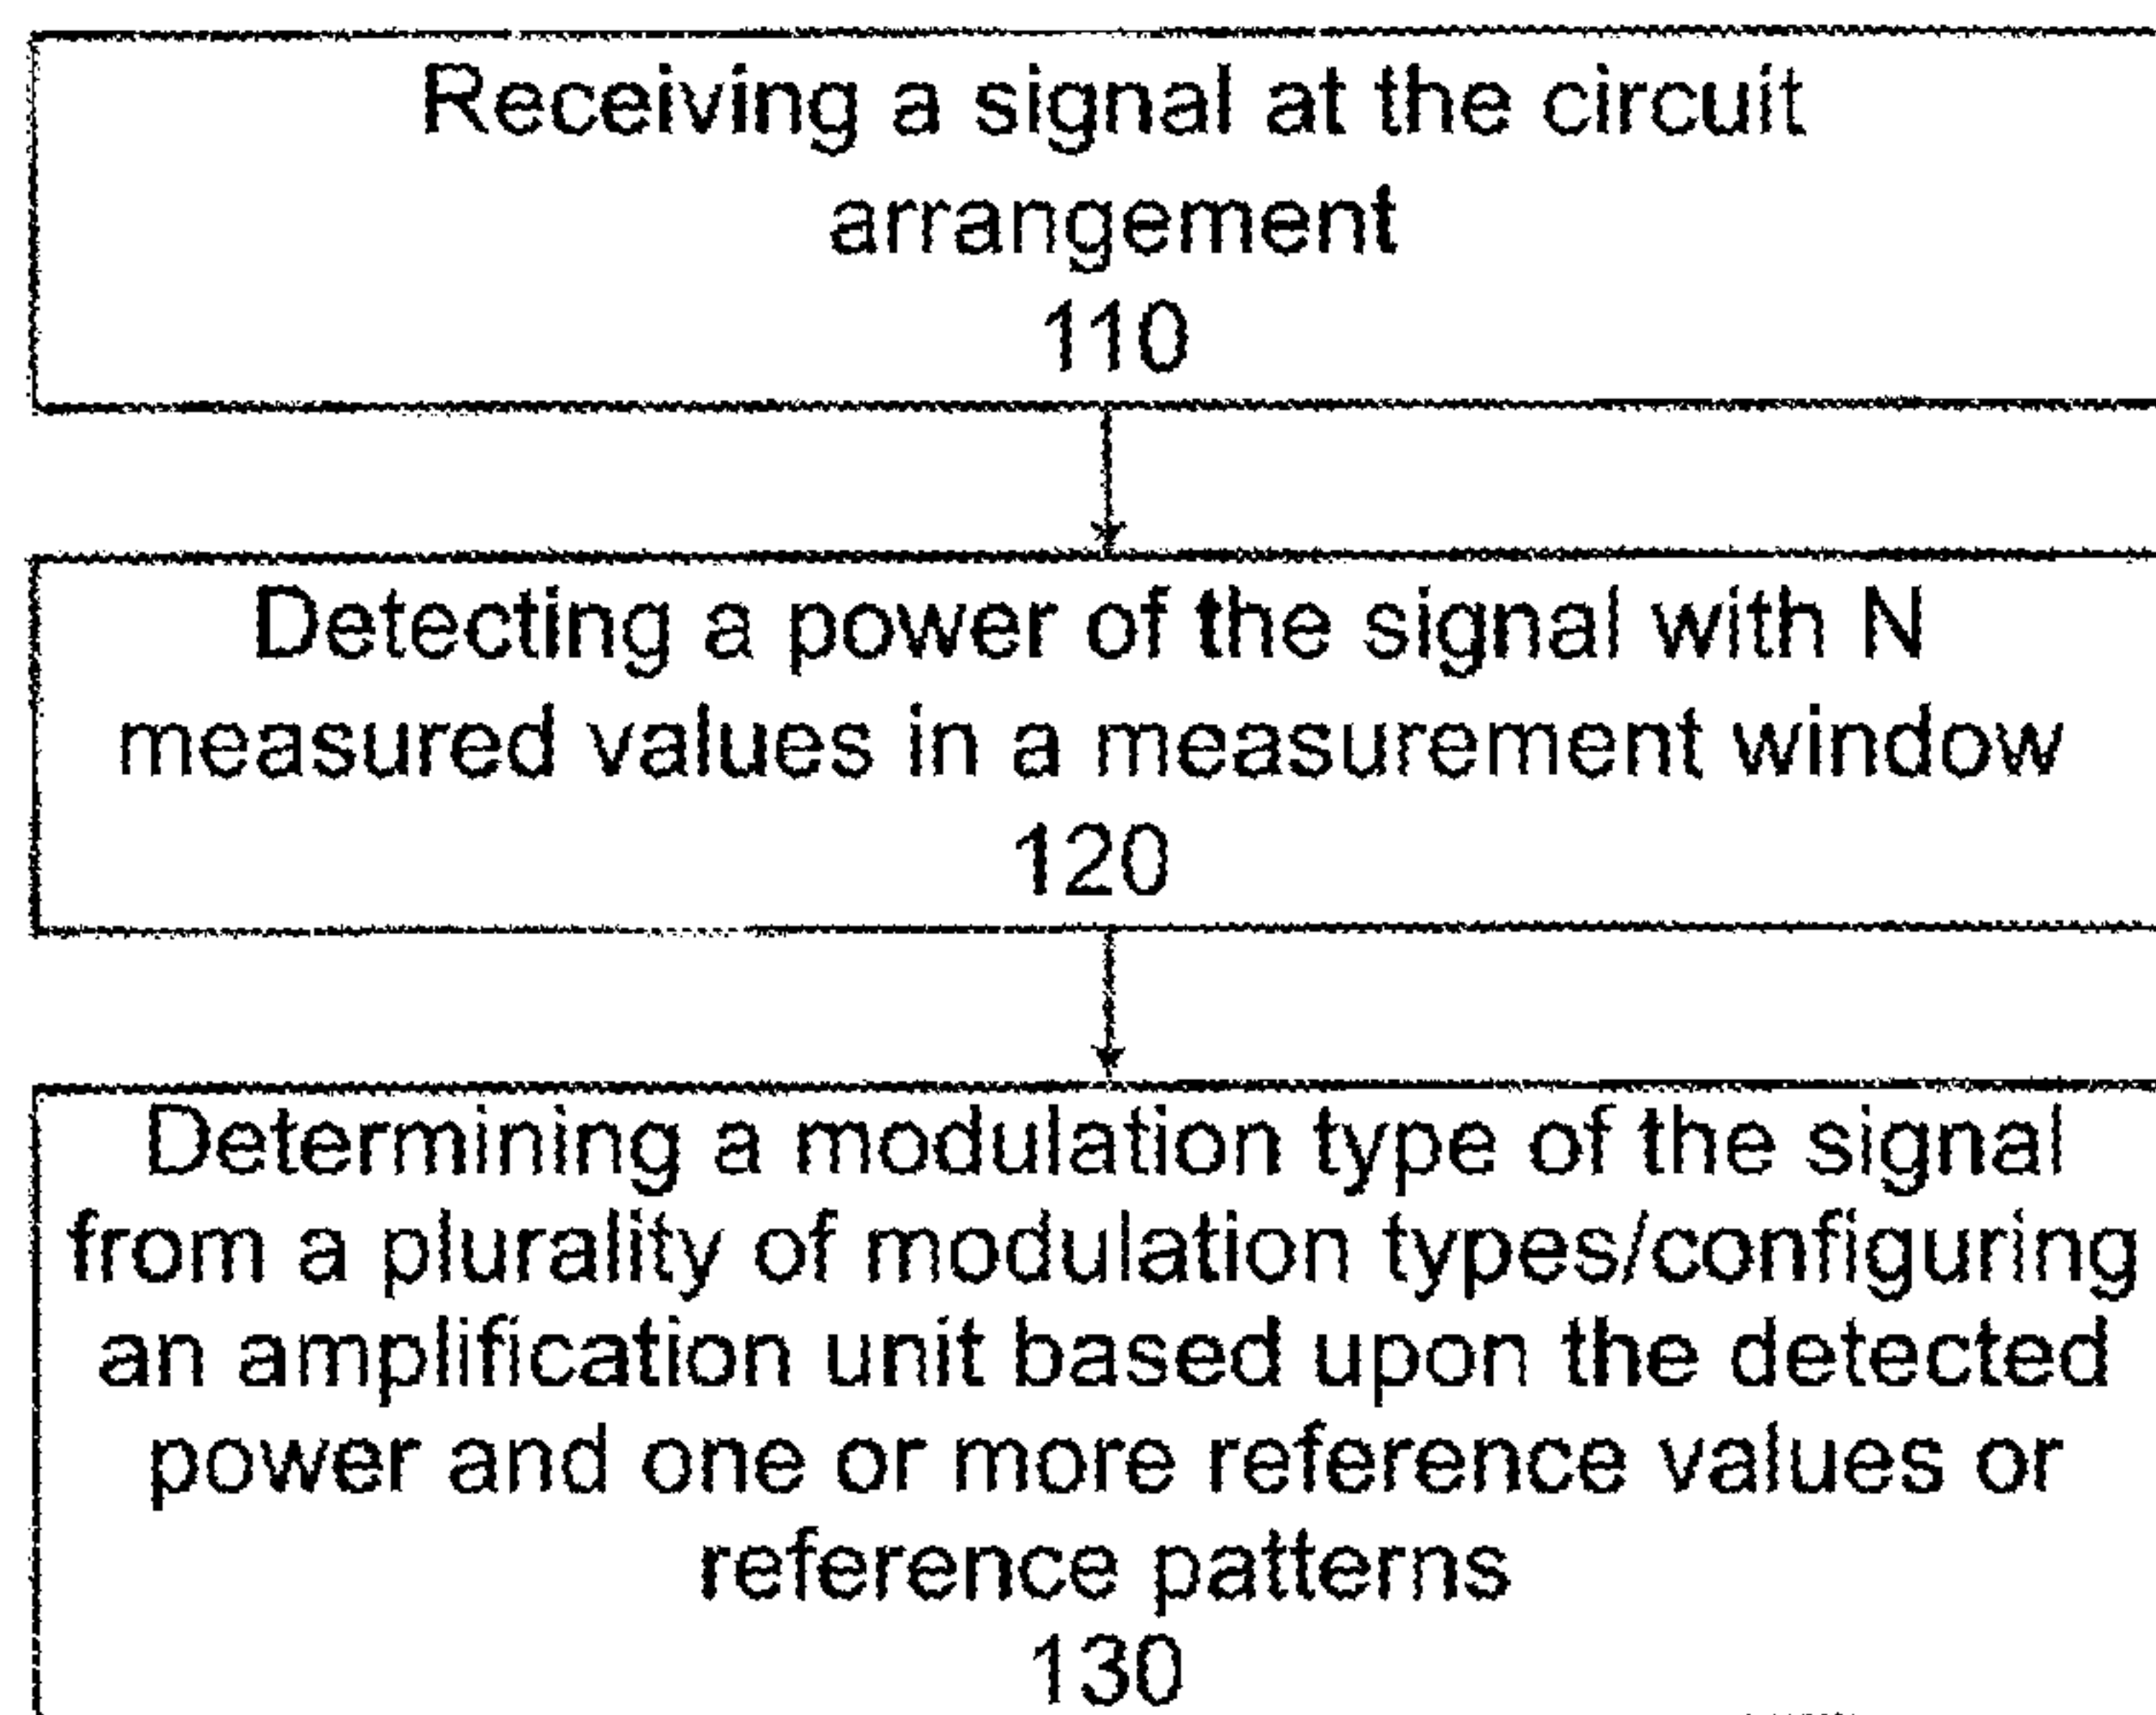 Receiving a signal at the circuit
arrangement
110
Detecting a power of the signal with N
measured values in a measurement window
120
Determining a modulation type of the signal
from a plurality of modulation types/configuring
an amplification unit based upon the detected
power and one or more reference values or
reference patterns
130